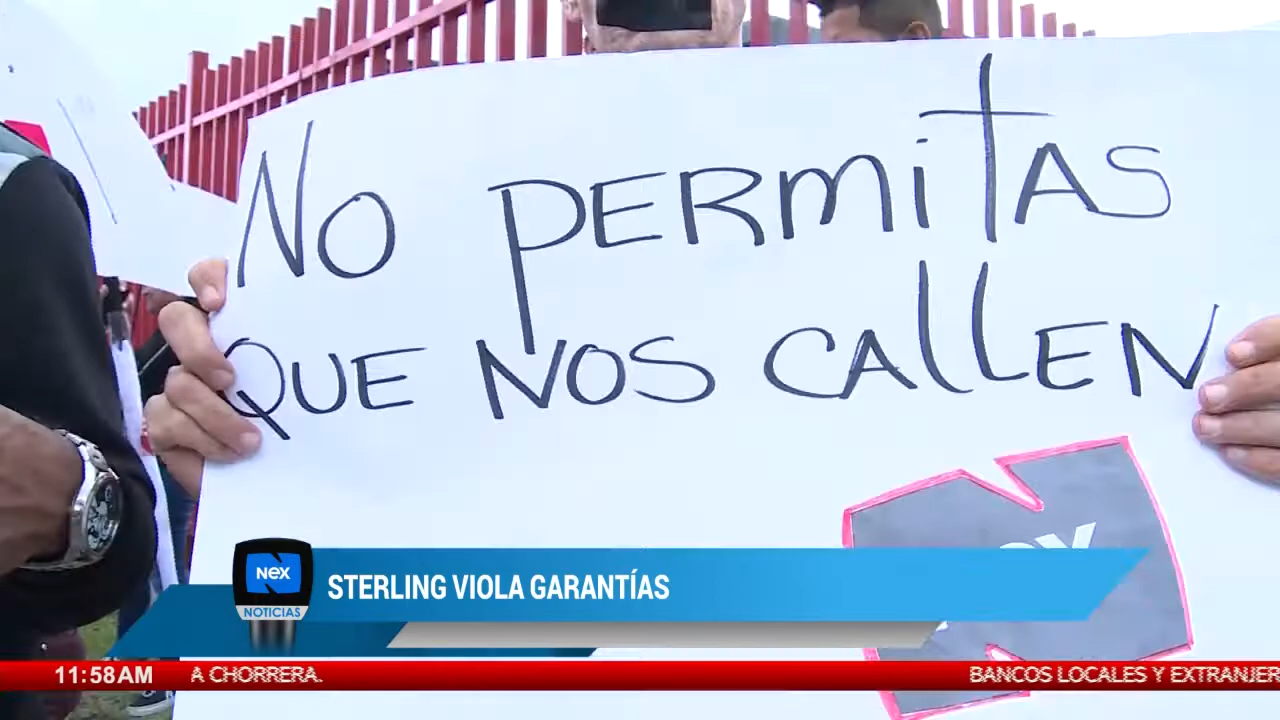 NO PERMITAS
QUE NOS CALLEN
NEX
NOTICIAS
STERLING VIOLA GARANTÍAS
11:58AM
A CHORRERA.
BANCOS LOCALES Y EXTRANJER